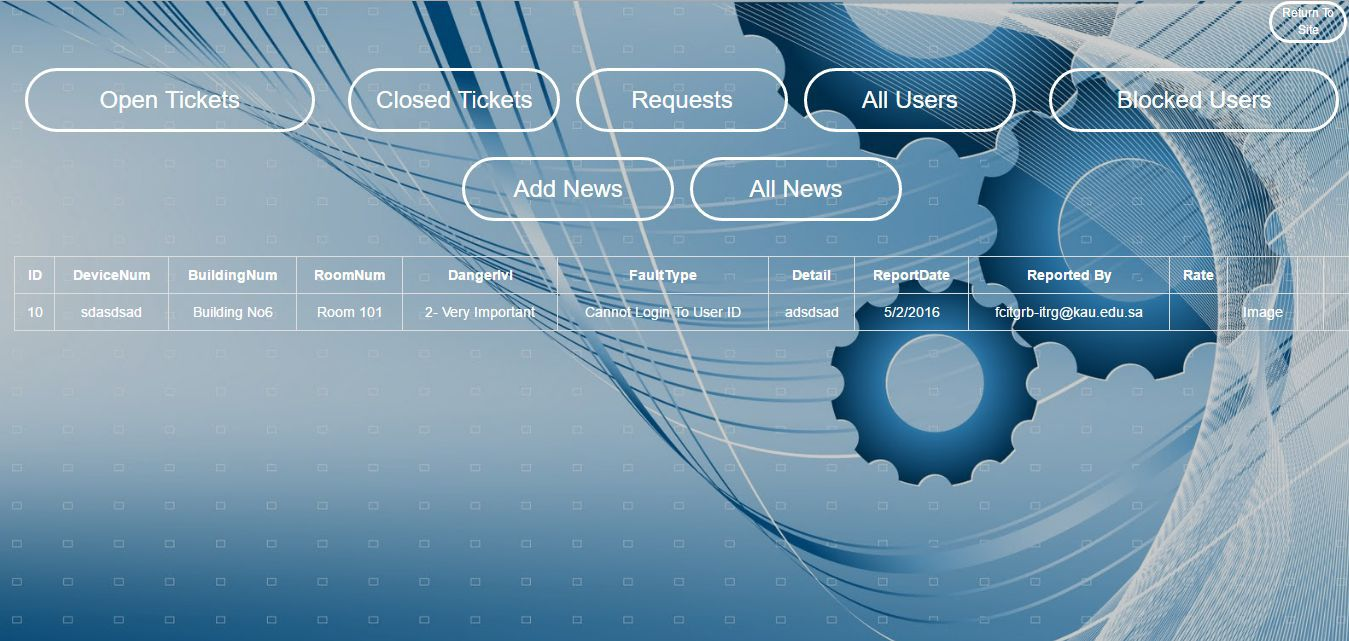 Return To
Site
Open Tickets Closed Tickets Requests All Users Blocked Users
Add News All News
ID DeviceNum BuildingNum RoomNum Dangerlvl FaultType Detail ReportDate Reported By Rate
10 sdasdsad Building No6 Room 101 2- Very Important Cannot Login To User ID adsdsad 5/2/2016 fcitgrb-itrg@kau.edu.sa Image